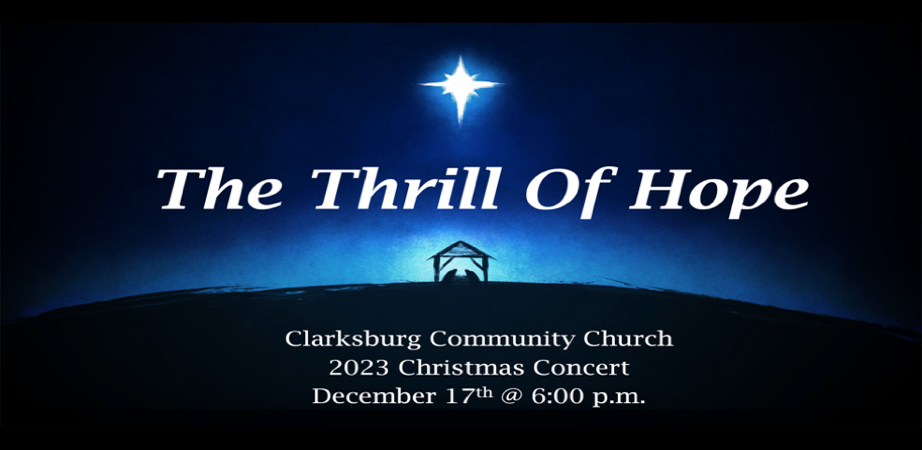 The Thrill Of Hope
Clarksburg Community Church
2023 Christmas Concert
December 17th @ 6:00 p.m.